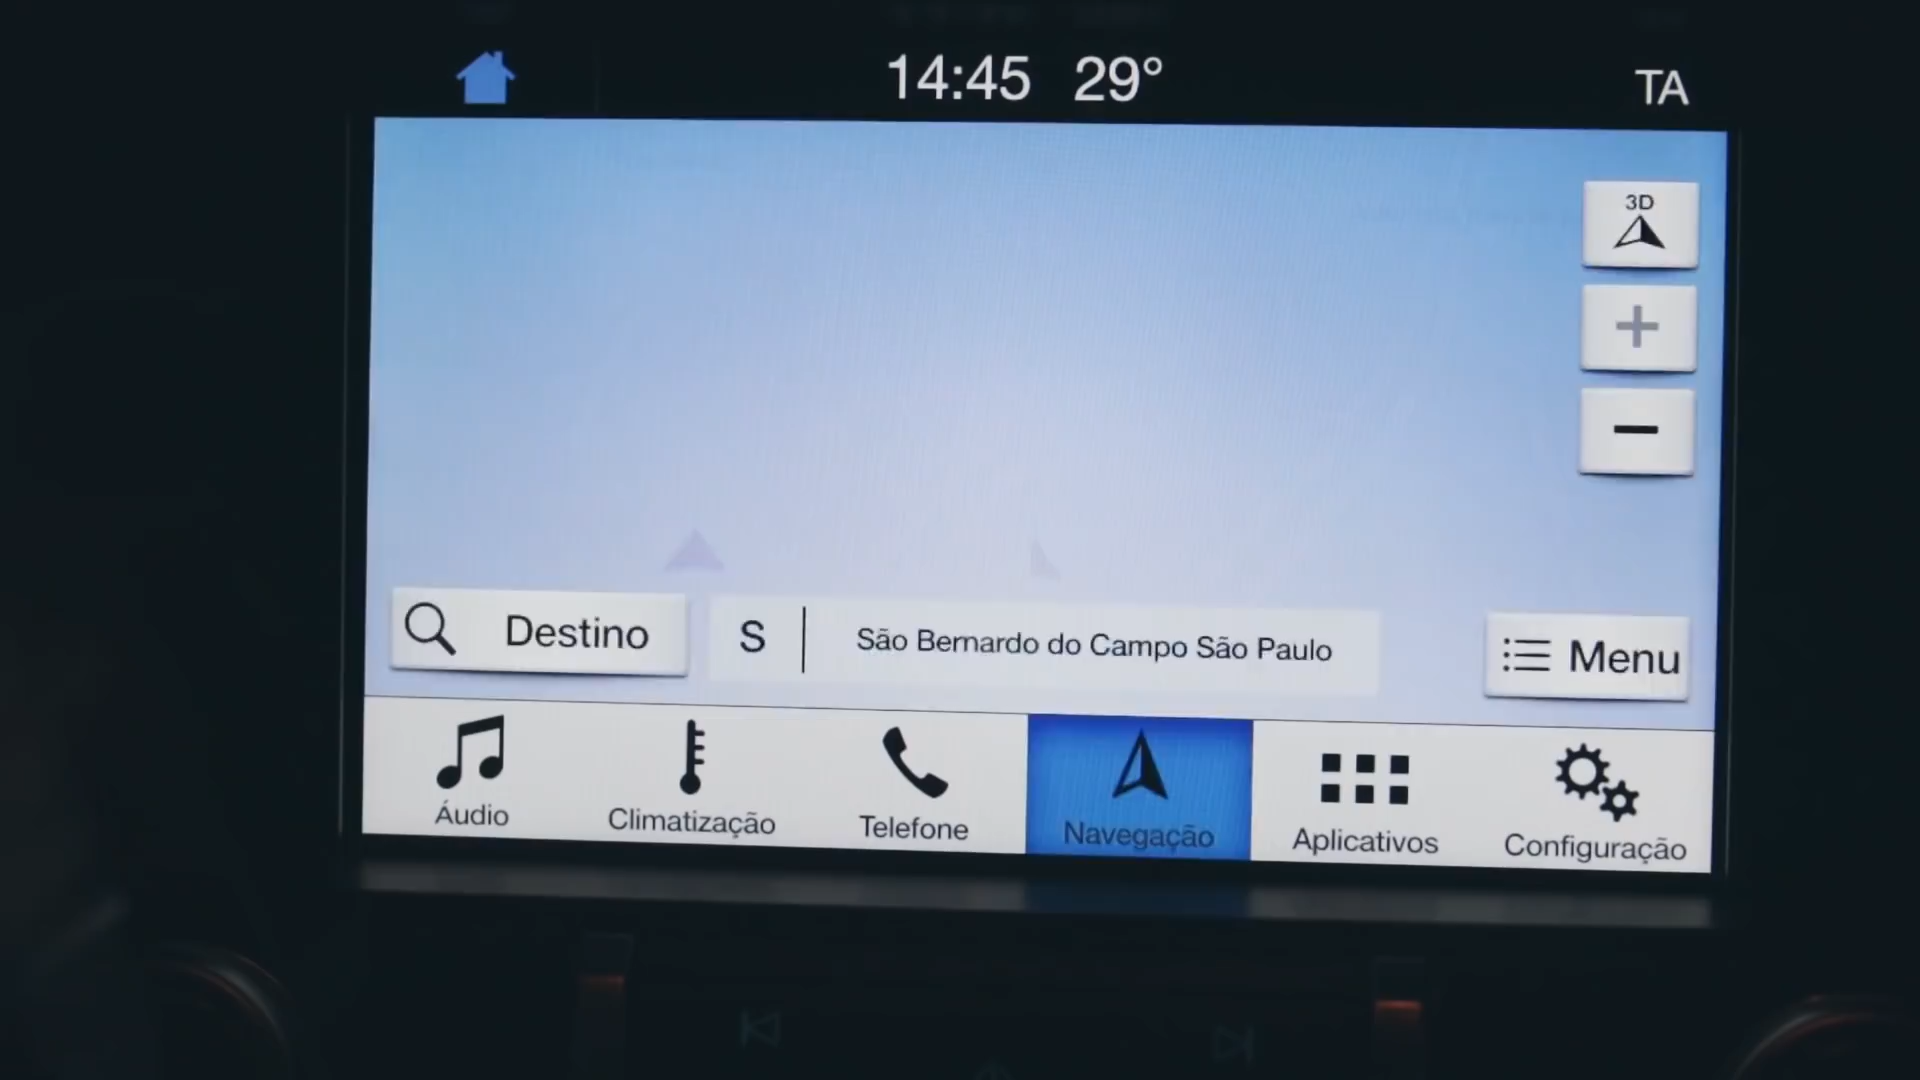 14:45 29°
TA
3D
Destino
S
São Bernardo do Campo São Paulo
Menu
Áudio
Climatização
Telefone
Navegação
Aplicativos
Configuração